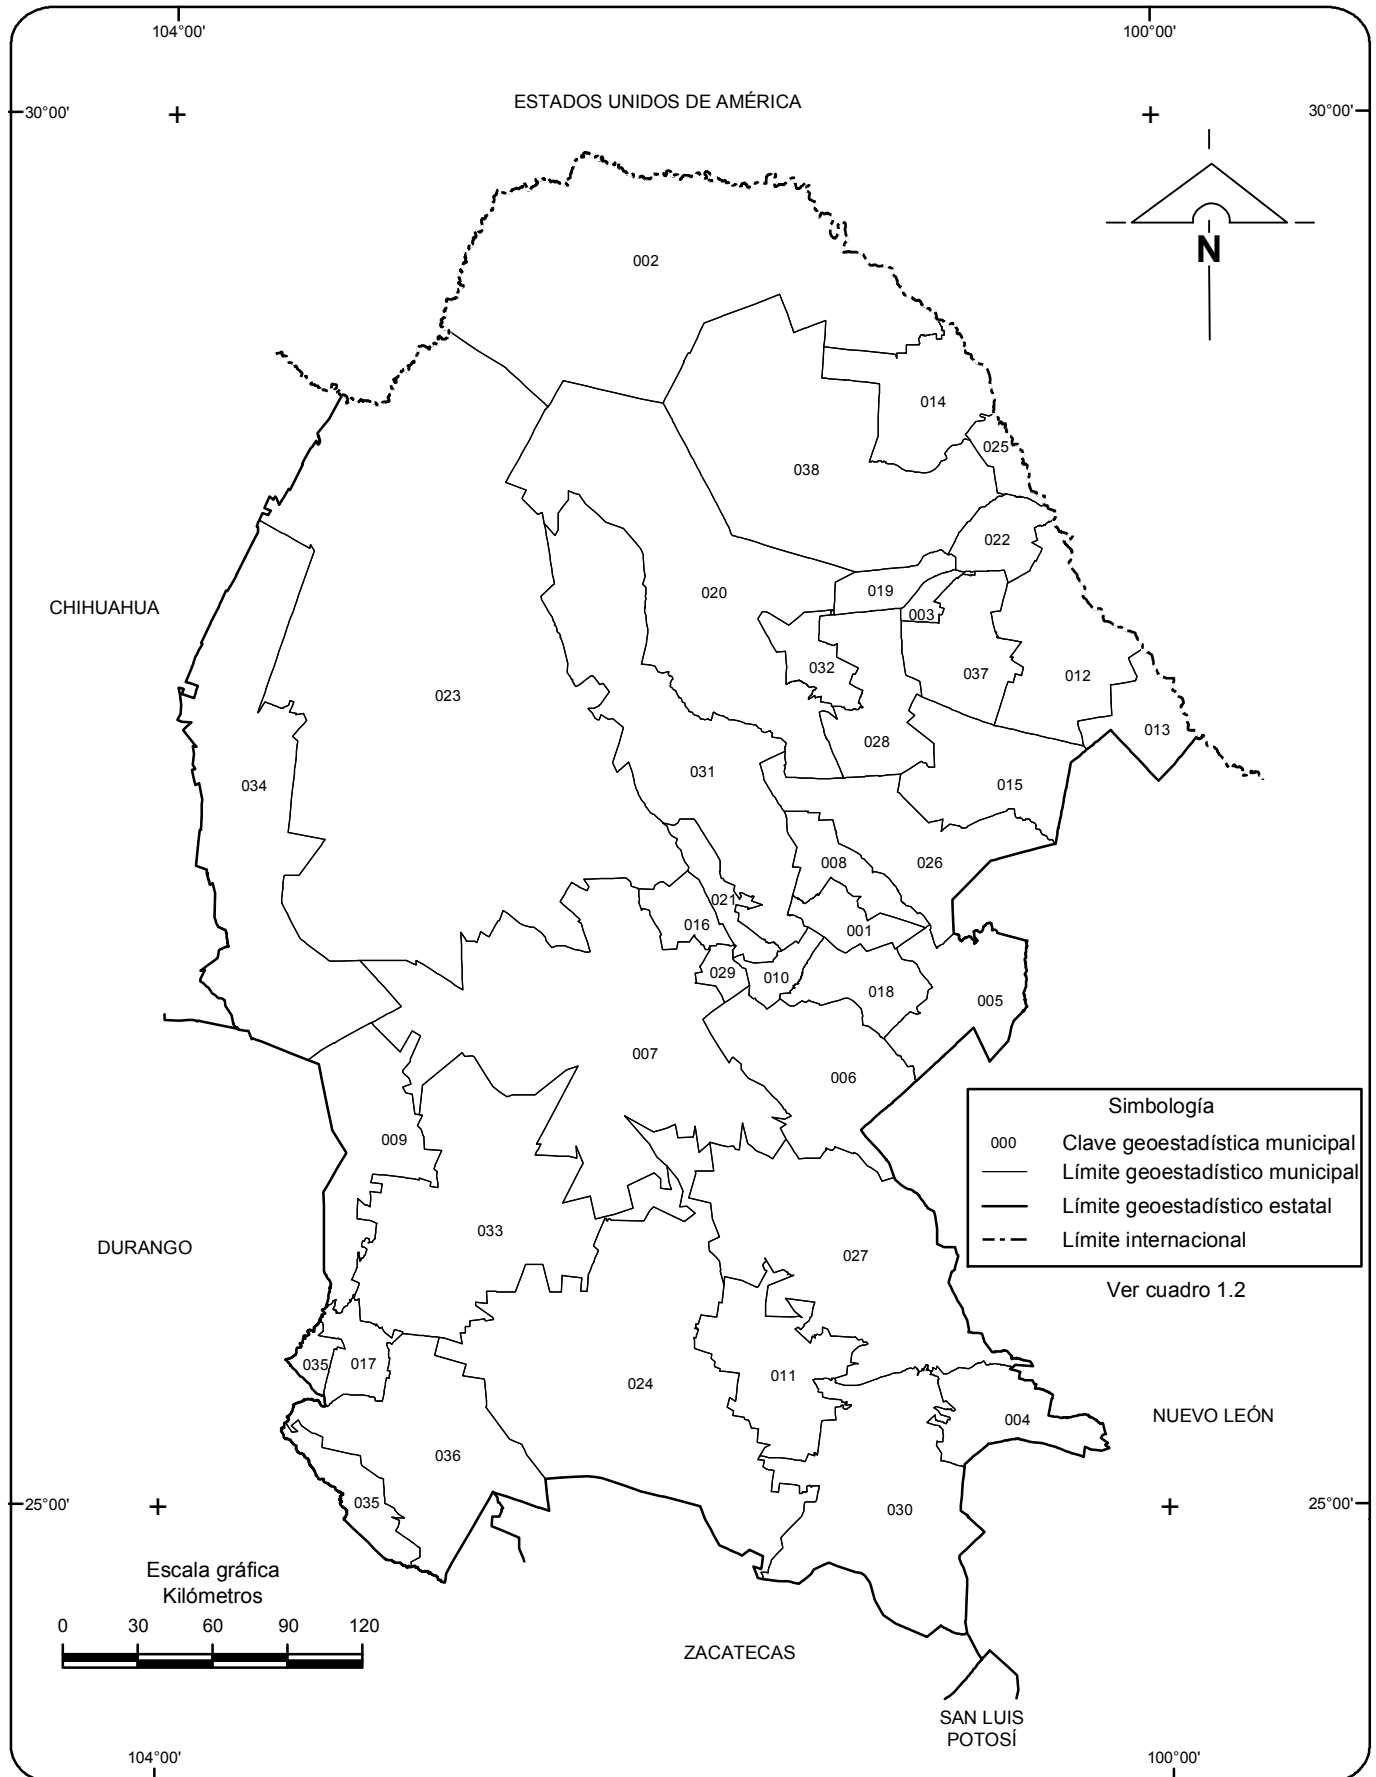 104°00'
100°00'
30°00'
30°00'
ESTADOS UNIDOS DE AMÉRICA
N
002
014
025
038
022
019
003
020
CHIHUAHUA
032
037
012
023
013
028
031
034
015
008
026
021
016
001
029
010
018
005
007
006
009
033
027
DURANGO
035
017
011
024
004
036
035
030
Simbología
000 Clave geoestadística municipal
Límite geoestadístico municipal
Límite geoestadístico estatal
Límite internacional
Ver cuadro 1.2
NUEVO LEÓN
25°00'
25°00'
Escala gráfica
Kilómetros
0 30 60 90 120
ZACATECAS
SAN LUIS
POTOSÍ
104°00'
100°00'